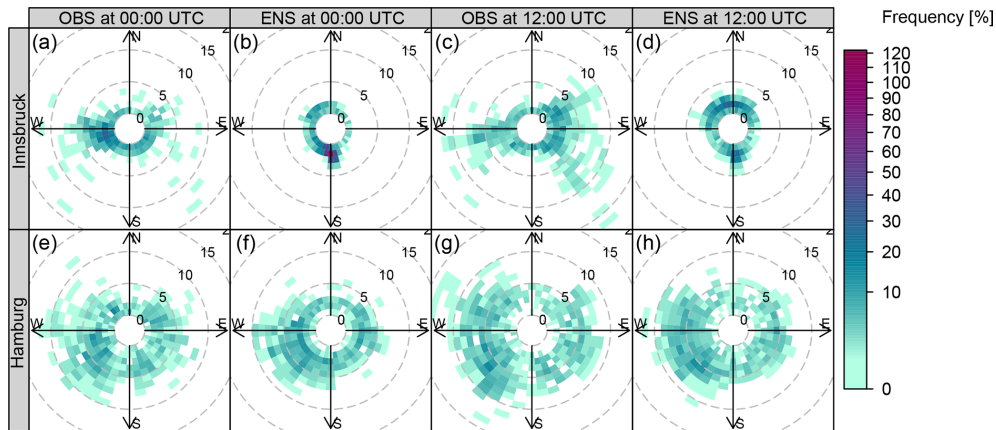 OBS at 00:00 UTC ENS at 00:00 UTC OBS at 12:00 UTC ENS at 12:00 UTC Frequency [%]
Innsbruck
(a) N 15 10 5 0 W E S
(b) N 15 10 5 0 W E S
(c) N 15 10 5 0 W E S
(d) N 15 10 5 0 W E S
Hamburg
(e) N 15 10 5 0 W E S
(f) N 15 10 5 0 W E S
(g) N 15 10 5 0 W E S
(h) N 15 10 5 0 W E S
120
100
90
80
70
60
50
40
30
20
10
0